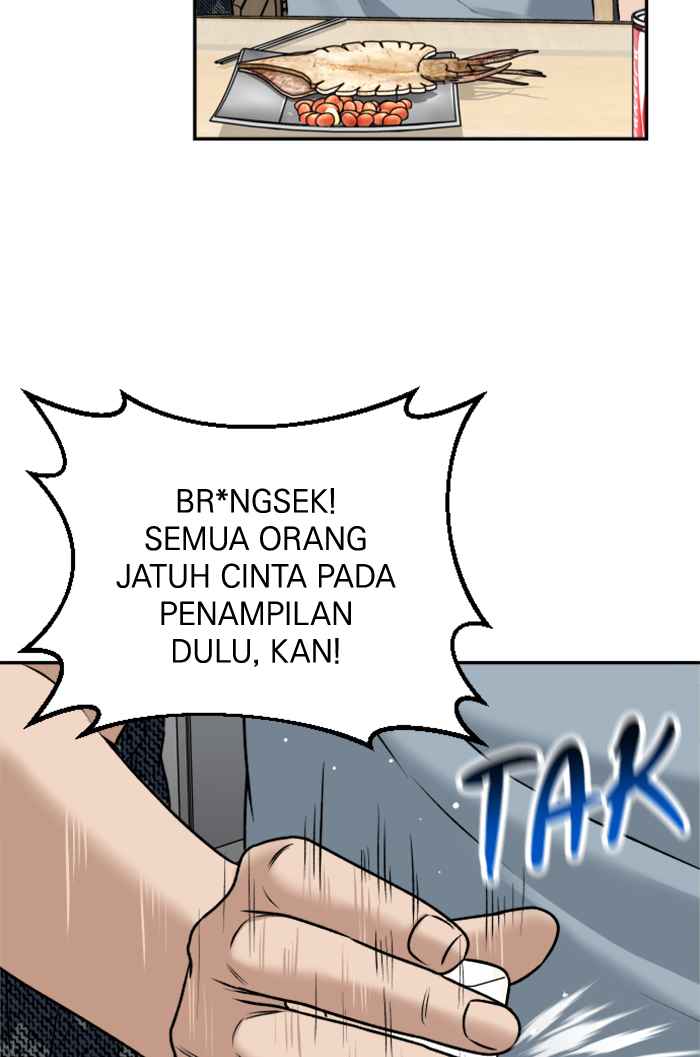 BR*NGSEK!
SEMUA ORANG
JATUH CINTA PADA
PENAMPILAN
DULU, KAN!
TAK